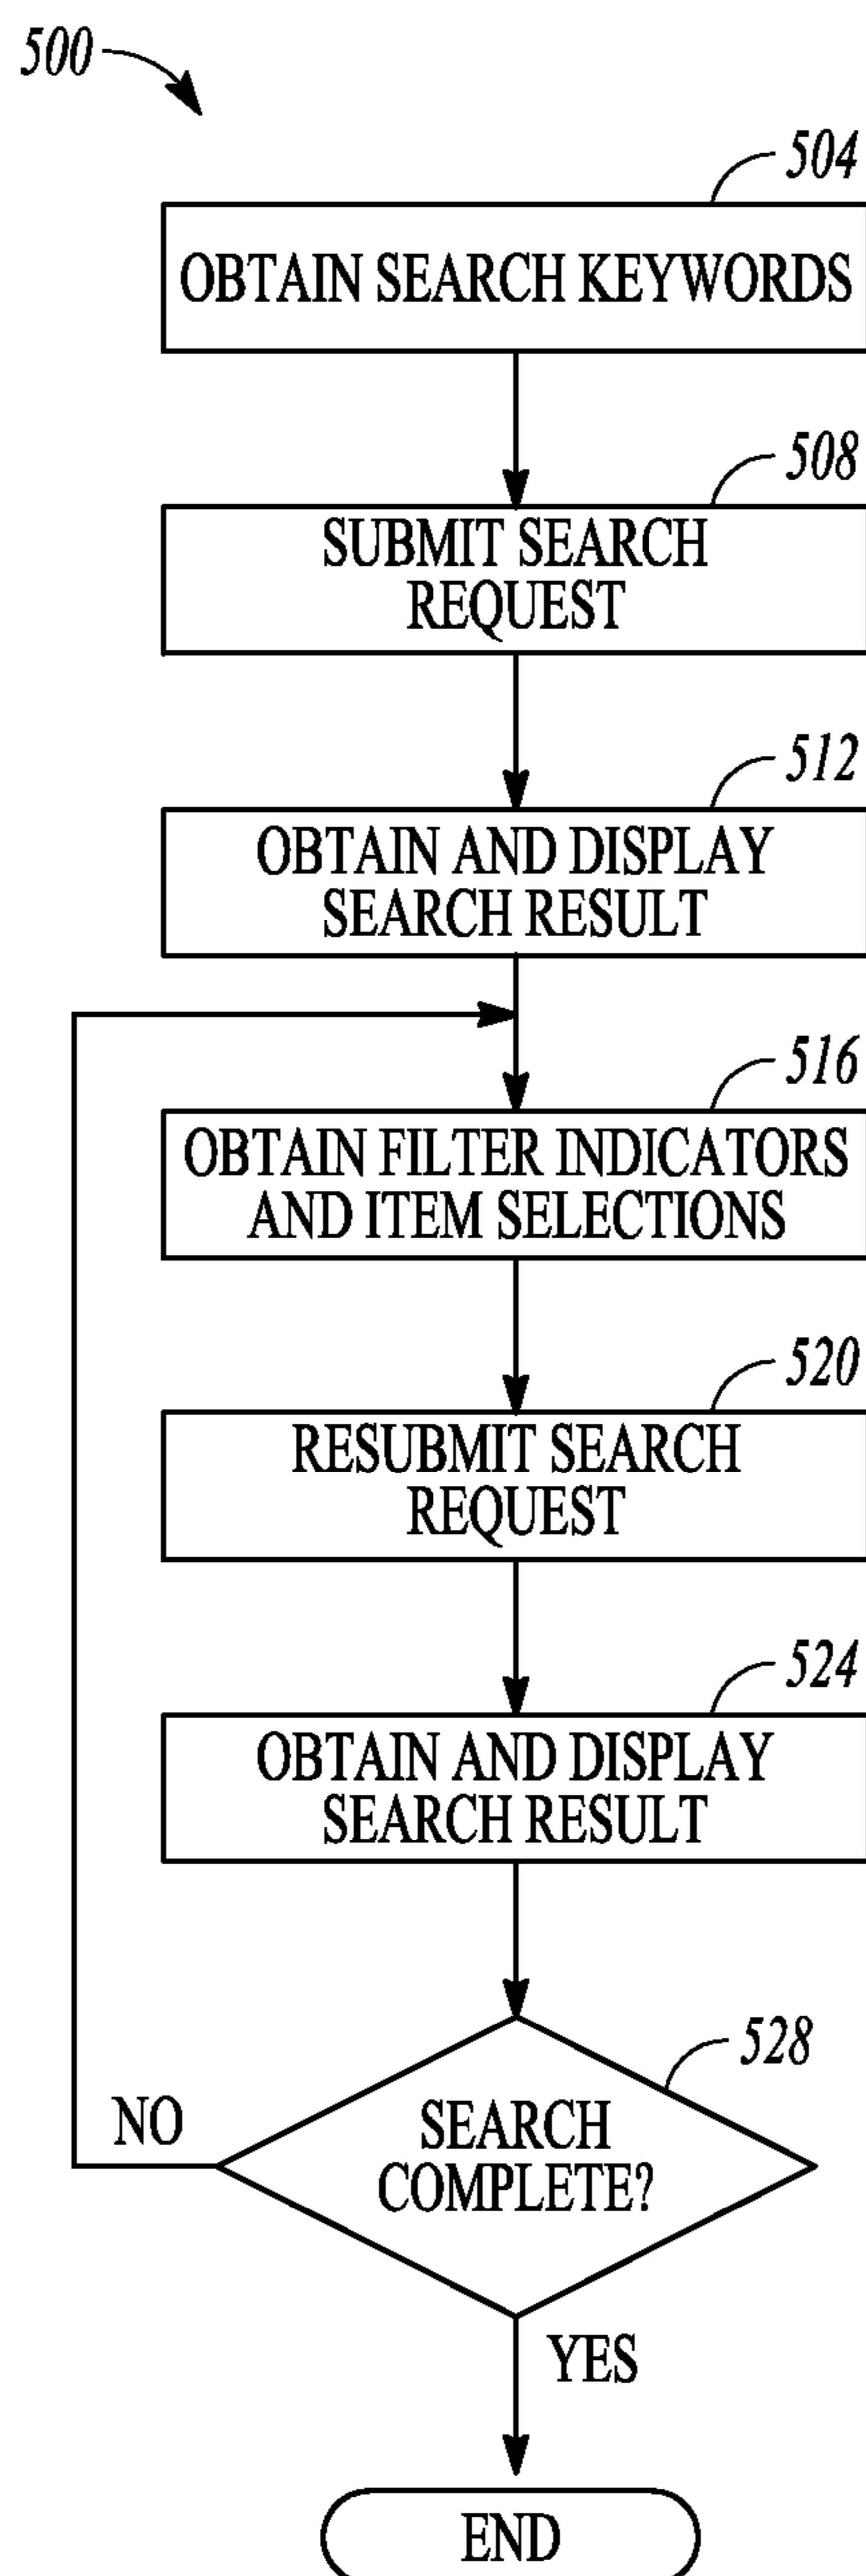 500
504
OBTAIN SEARCH KEYWORDS
508
SUBMIT SEARCH
REQUEST
512
OBTAIN AND DISPLAY
SEARCH RESULT
516
OBTAIN FILTER INDICATORS
AND ITEM SELECTIONS
520
RESUBMIT SEARCH
REQUEST
524
OBTAIN AND DISPLAY
SEARCH RESULT
528
NO
SEARCH
COMPLETE?
YES
END